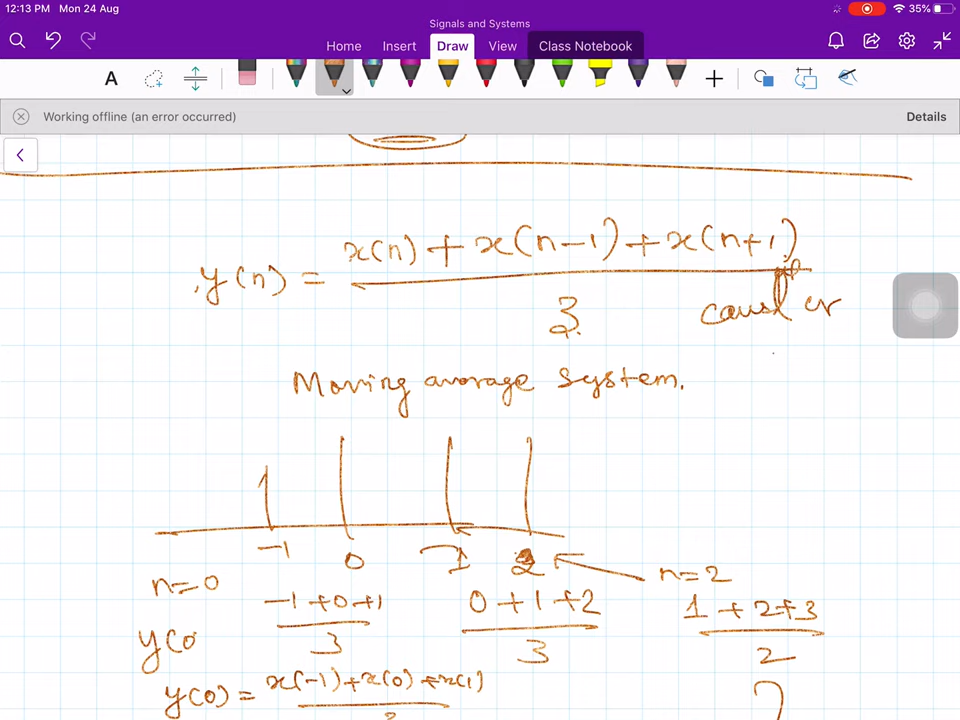 12:13 PM Mon 24 Aug
35%
Signals and Systems
Home Insert Draw View Class Notebook
A
Working offline (an error occurred) Details
x(n) + x(n-1) + x(n+1)
y(n) =
3
Moving average system.
-1 0 1 2
n=0 n=2
-1+0+1 0+1+2 1+2+3
3 3 2
y(0
y(0) = x(-1)+x(0)+x(1)